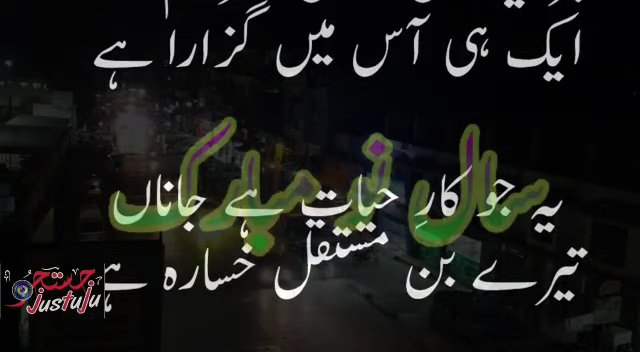 ایک ہی آس میں گزارا ہے
سال نو مبارک
یہ جو کارِ حیات ہے جاناں
تیرے بن مستقل خسارہ ہے
جستجو
justuju